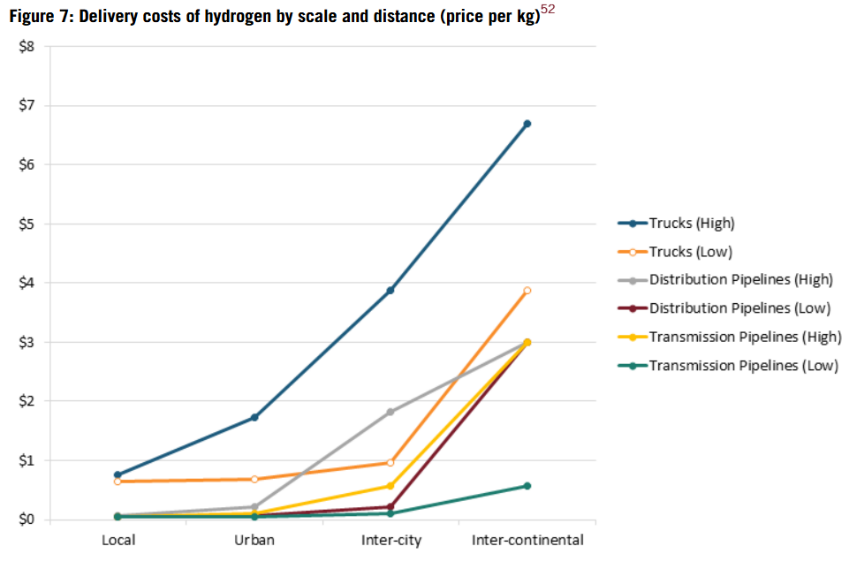 Figure 7: Delivery costs of hydrogen by scale and distance (price per kg)52
$8
$7
$6
$5
$4
$3
$2
$1
$0
Local Urban Inter-city Inter-continental
Trucks (High)
Trucks (Low)
Distribution Pipelines (High)
Distribution Pipelines (Low)
Transmission Pipelines (High)
Transmission Pipelines (Low)